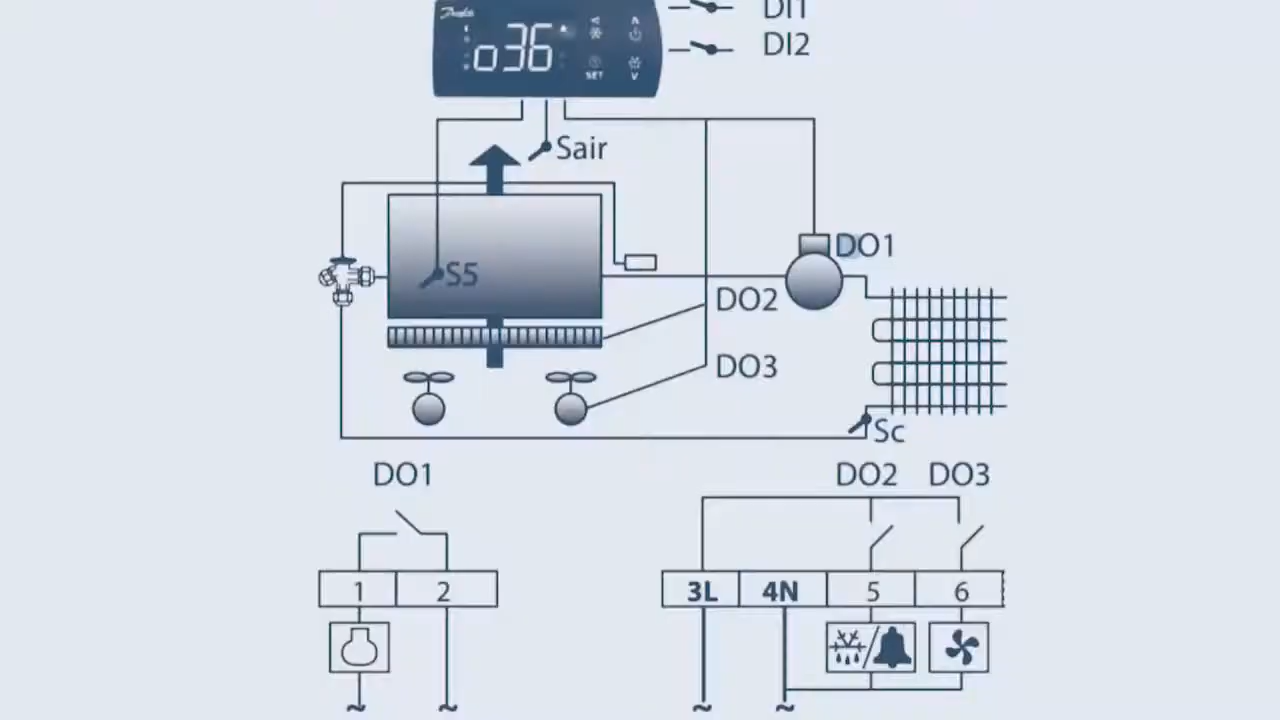 Danfoss
DI1
o36
SET
DI2
Sair
DO1
S5
DO2
DO3
Sc
DO1
DO2 DO3
1 2
3L 4N 5 6